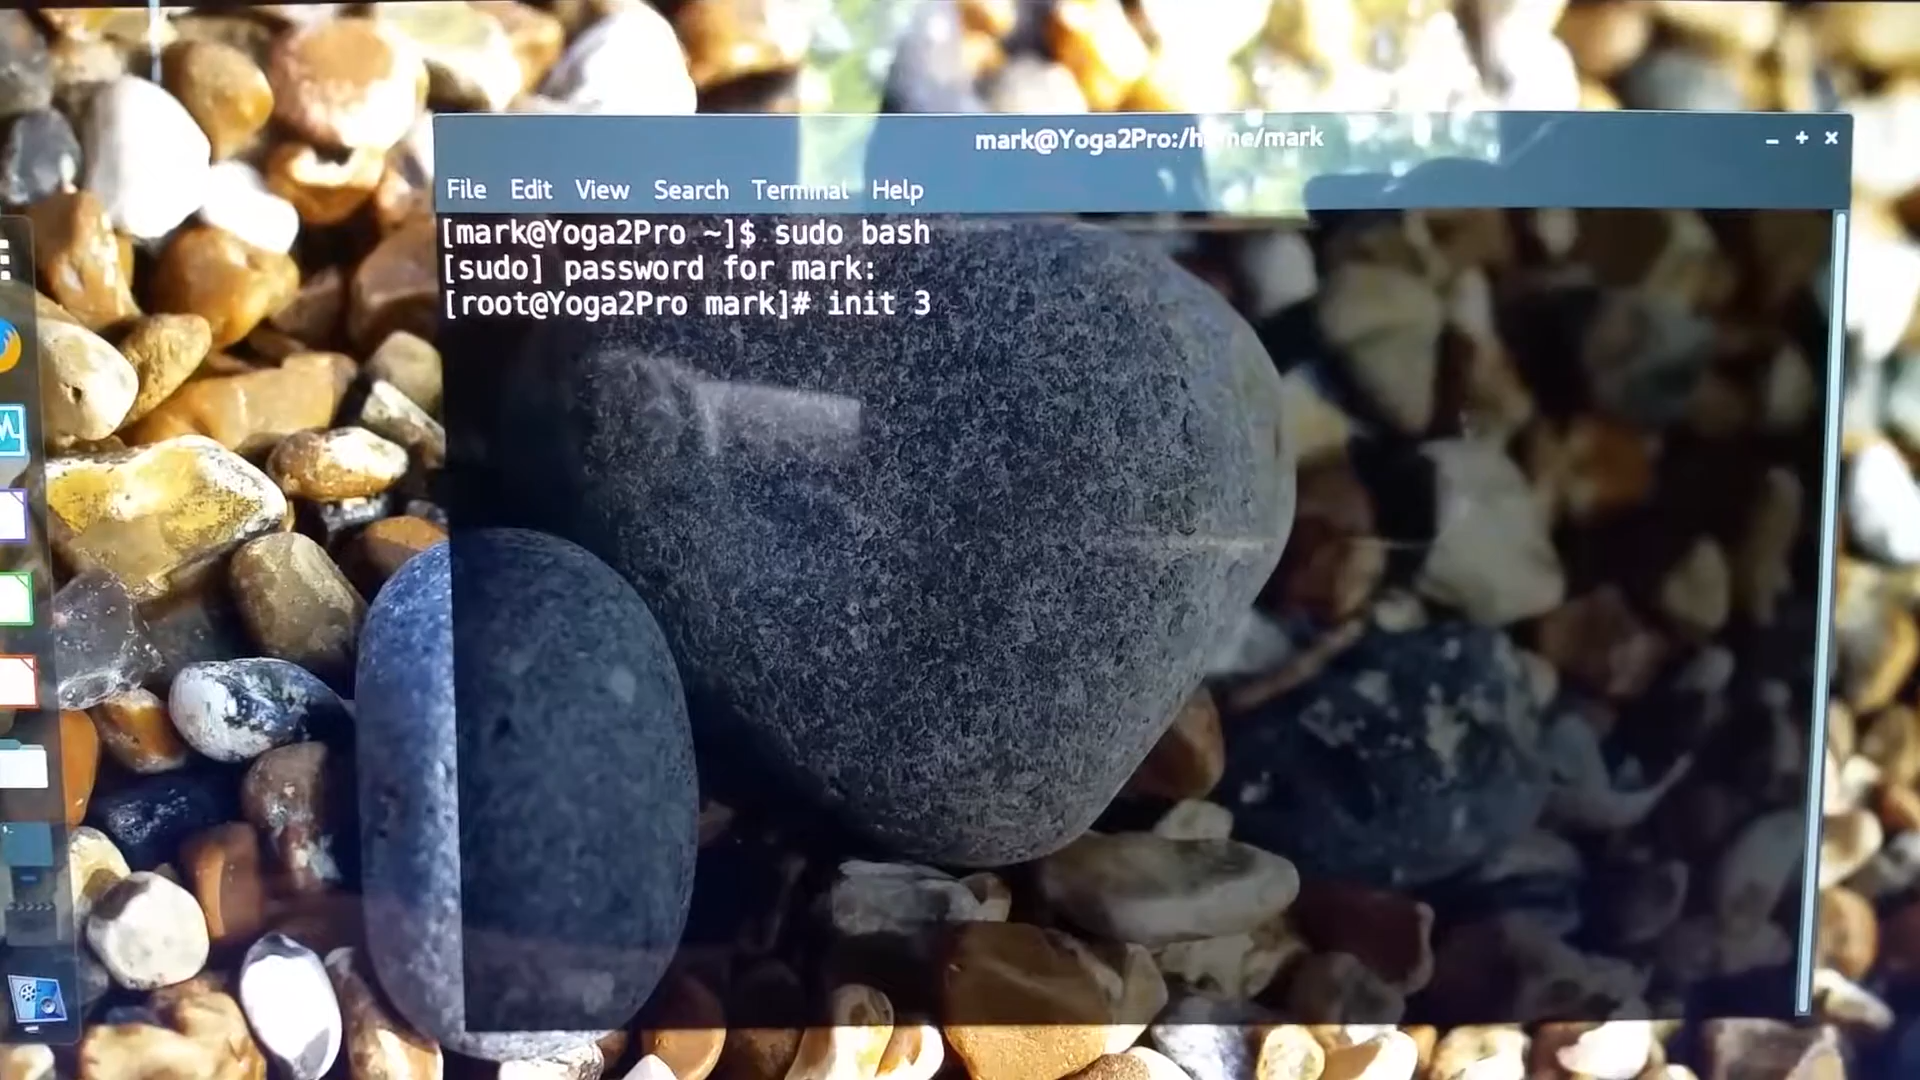 mark@Yoga2Pro:/home/mark
File Edit View Search Terminal Help
[mark@Yoga2Pro ~]$ sudo bash
[sudo] password for mark:
[root@Yoga2Pro mark]# init 3